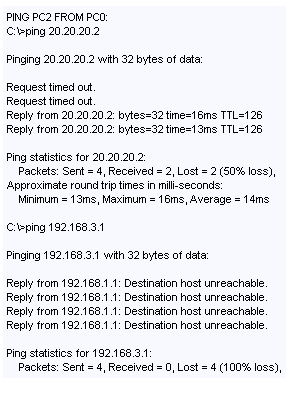 PING PC2 FROM PC0:
C:\>ping 20.20.20.2
Pinging 20.20.20.2 with 32 bytes of data:
Request timed out.
Request timed out.
Reply from 20.20.20.2: bytes=32 time=16ms TTL=126
Reply from 20.20.20.2: bytes=32 time=13ms TTL=126
Ping statistics for 20.20.20.2:
Packets: Sent = 4, Received = 2, Lost = 2 (50% loss),
Approximate round trip times in milli-seconds:
Minimum = 13ms, Maximum = 16ms, Average = 14ms
C:\>ping 192.168.3.1
Pinging 192.168.3.1 with 32 bytes of data:
Reply from 192.168.1.1: Destination host unreachable.
Reply from 192.168.1.1: Destination host unreachable.
Reply from 192.168.1.1: Destination host unreachable.
Reply from 192.168.1.1: Destination host unreachable.
Ping statistics for 192.168.3.1:
Packets: Sent = 4, Received = 0, Lost = 4 (100% loss),